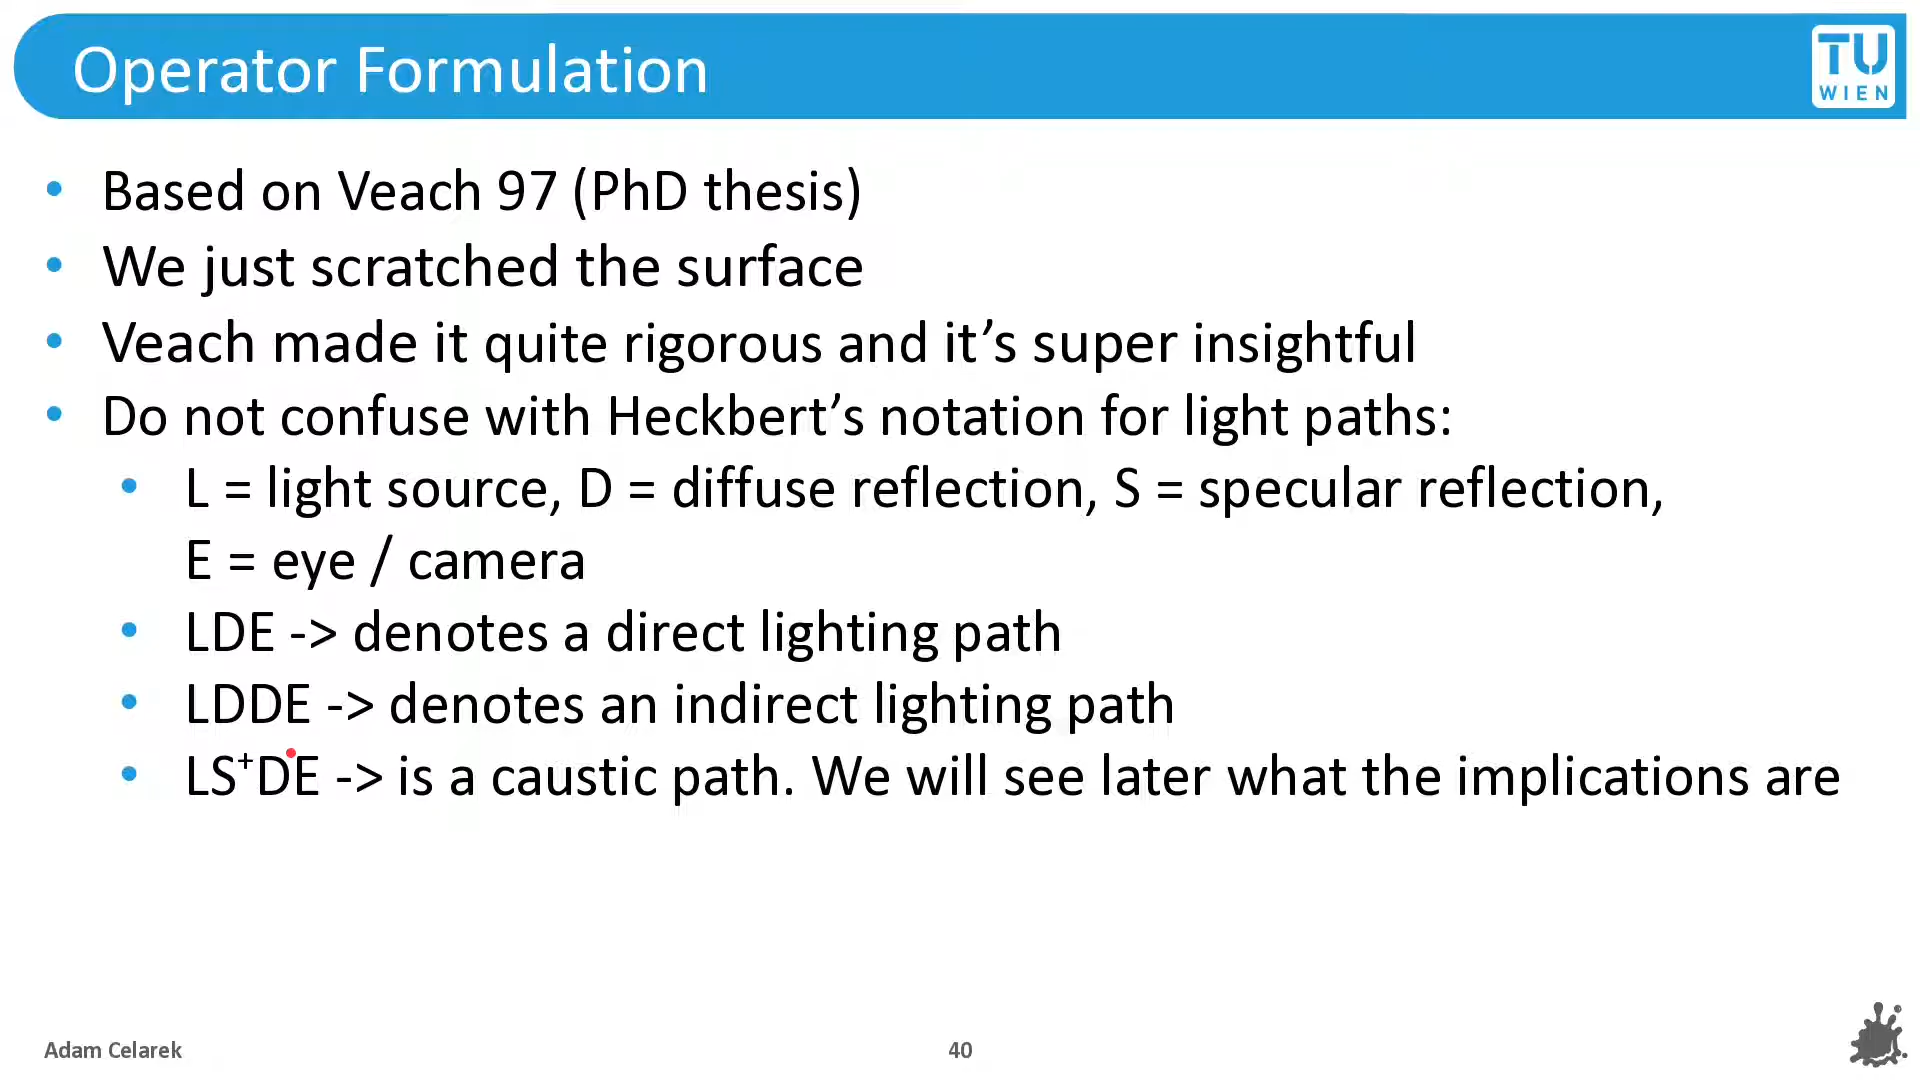 Operator Formulation
TU
WIEN
• Based on Veach 97 (PhD thesis)
• We just scratched the surface
• Veach made it quite rigorous and it’s super insightful
• Do not confuse with Heckbert’s notation for light paths:
• L = light source, D = diffuse reflection, S = specular reflection,
E = eye / camera
• LDE -> denotes a direct lighting path
• LDDE -> denotes an indirect lighting path
• LS⁺DE -> is a caustic path. We will see later what the implications are
Adam Celarek
40